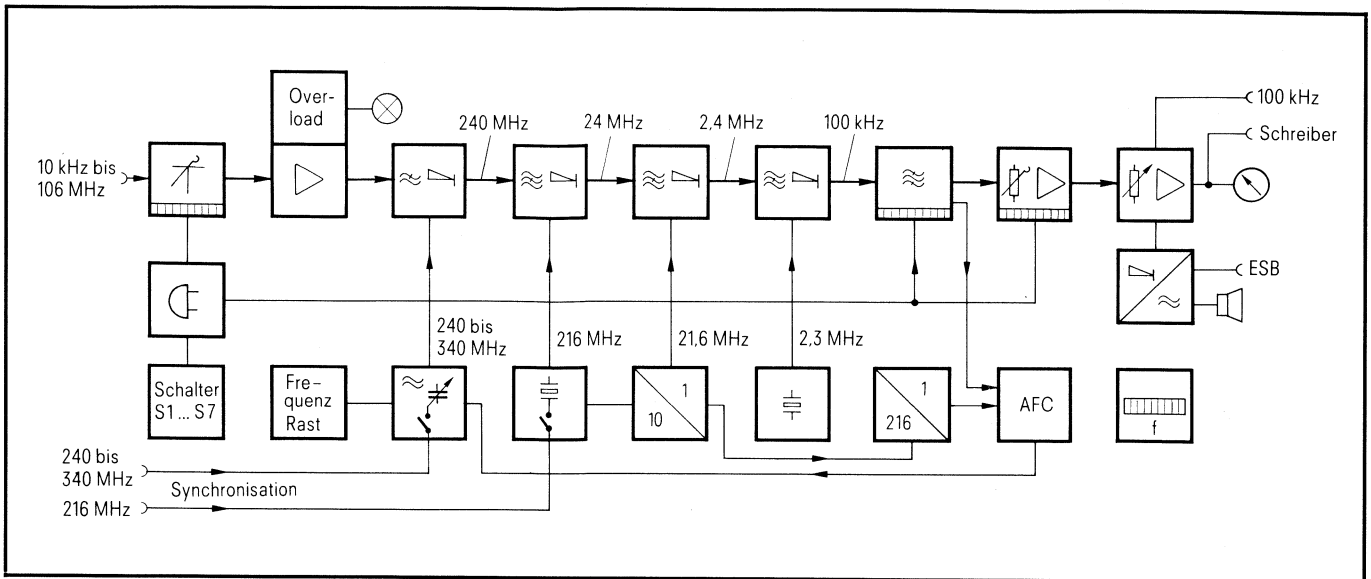 Over-
load
240 MHz
24 MHz
2,4 MHz
100 kHz
100 kHz
Schreiber
10 kHz bis
106 MHz
ESB
240 bis
340 MHz
216 MHz
21,6 MHz
2,3 MHz
Schalter
S1 ... S7
Fre-
quenz
Rast
1
10
1
216
AFC
f
240 bis
340 MHz
Synchronisation
216 MHz